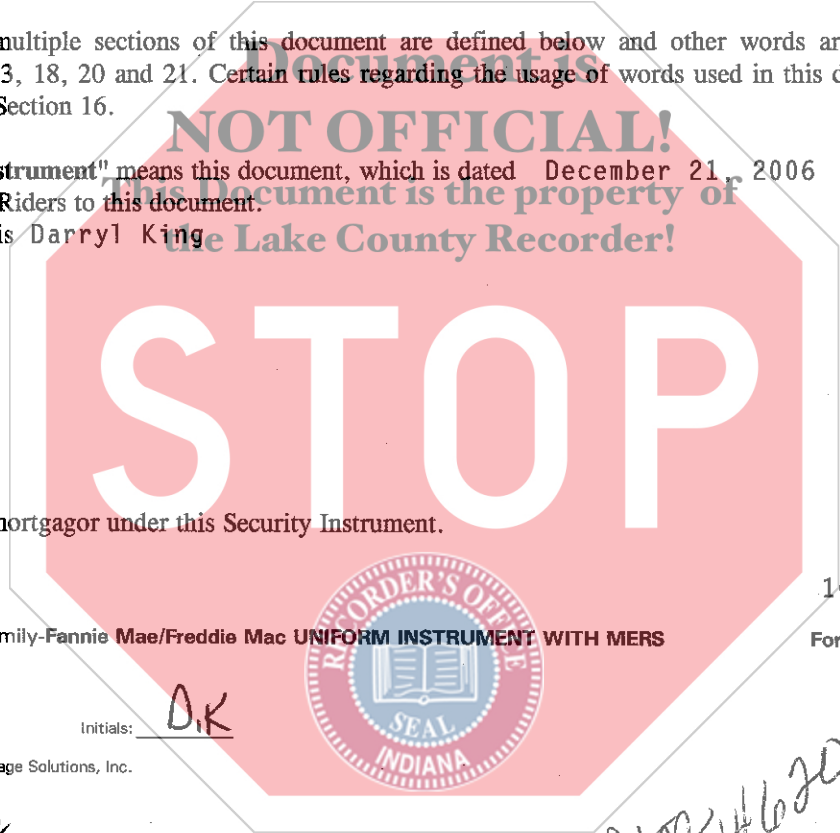 multiple sections of this document are defined below and other words ar
Document is
3, 18, 20 and 21. Certain rules regarding the usage of words used in this d
Section 16.
NOT OFFICIAL!
strument" means this document, which is dated December 21, 2006
This Document is the property of
Riders to this document.
is Darryl King
the Lake County Recorder!
STOP
mortgagor under this Security Instrument.
RECORDER'S OFFICE
1
mily-Fannie Mae/Freddie Mac UNIFORM INSTRUMENT WITH MERS
For
SEAL
INDIANA
Initials: D.K
age Solutions, Inc.